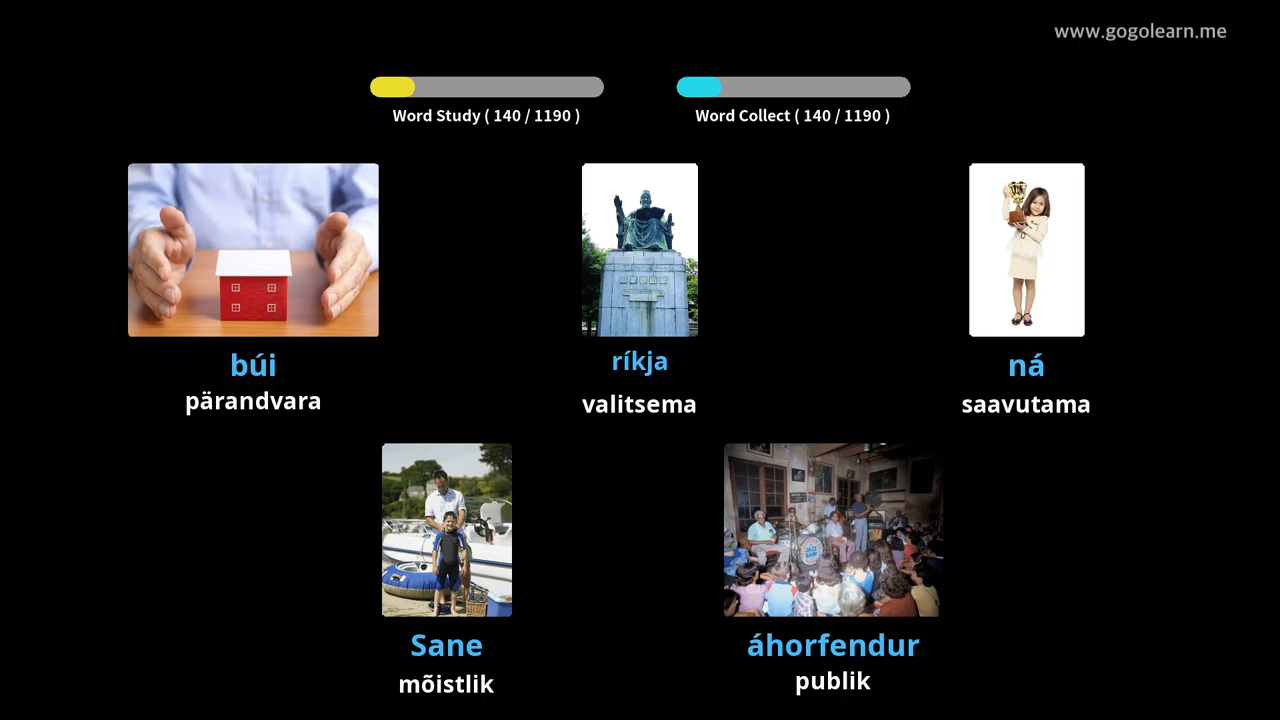 www.gogolearn.me
Word Study ( 140 / 1190 )
Word Collect ( 140 / 1190 )
búi
pärandvara
ríkja
valitsema
ná
saavutama
Sane
mõistlik
áhorfendur
publik